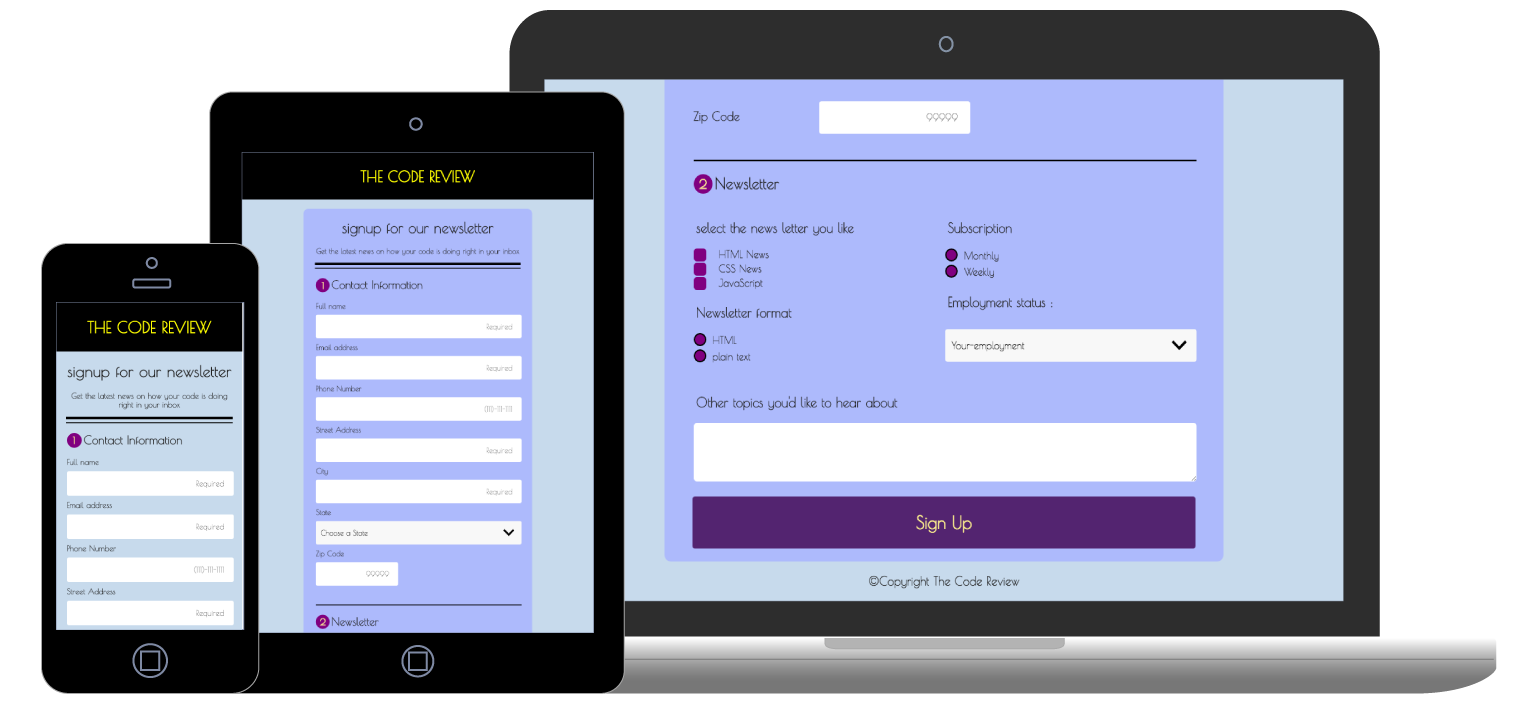 THE CODE REVIEW
signup for our newsletter
Get the latest news on how your code is doing
right in your inbox
1 Contact Information
Full name
Required
Email address
Required
Phone Number
Street Address
Required
THE CODE REVIEW
signup for our newsletter
Get the latest news on how your code is doing right in your inbox
1 Contact Information
Full name
Required
Email address
Required
Phone Number
Street Address
Required
City
Required
State
Choose a State
Zip Code
99999
2 Newsletter
Zip Code
99999
2 Newsletter
select the news letter you like
HTML News
CSS News
JavaScript
Newsletter format
HTML
plain text
Subscription
Monthly
Weekly
Employment status :
Your-employment
Other topics you'd like to hear about
Sign Up
©Copyright The Code Review